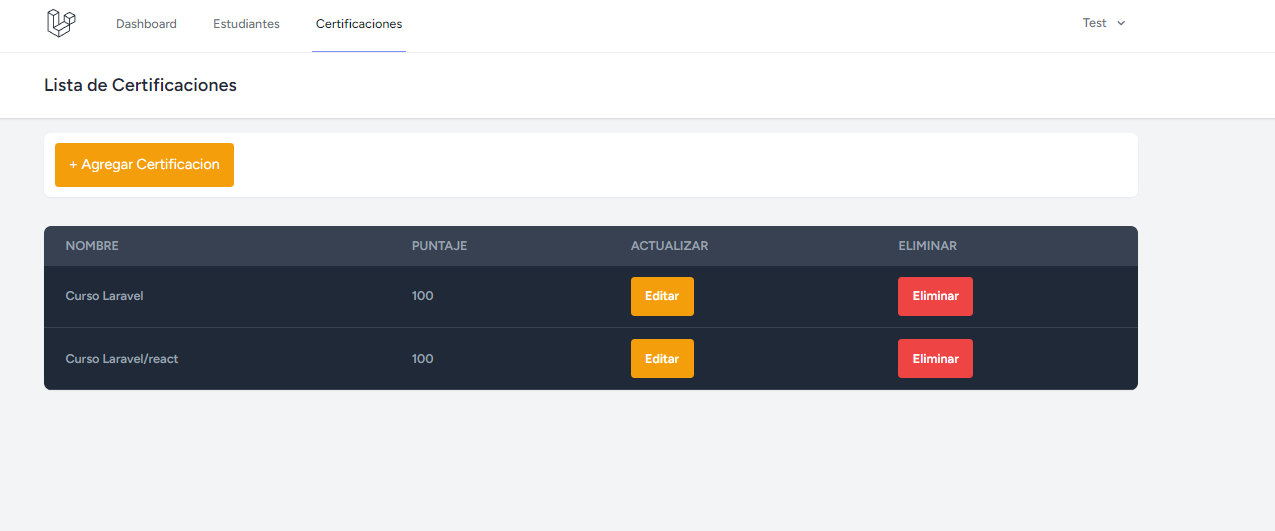 Dashboard Estudiantes Certificaciones Test
Lista de Certificaciones
+ Agregar Certificacion
NOMBRE PUNTAJE ACTUALIZAR ELIMINAR
Curso Laravel 100 Editar Eliminar
Curso Laravel/react 100 Editar Eliminar